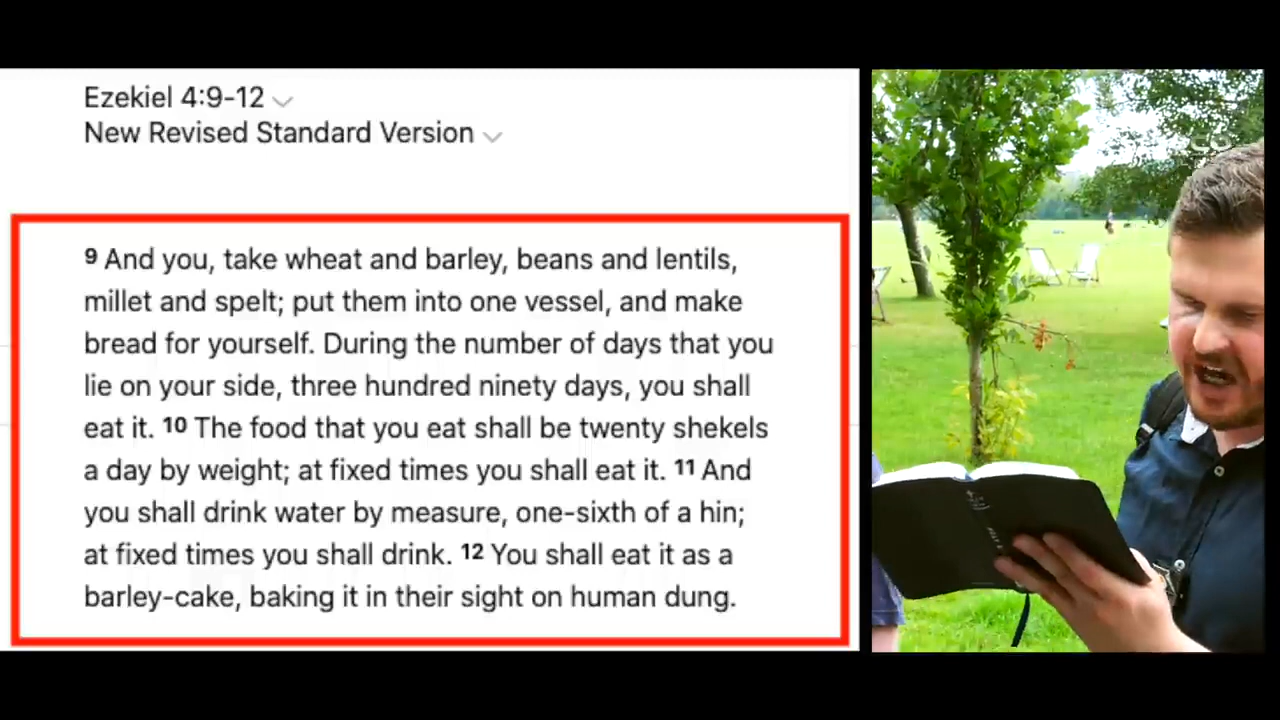 Ezekiel 4:9-12
New Revised Standard Version
9 And you, take wheat and barley, beans and lentils,
millet and spelt; put them into one vessel, and make
bread for yourself. During the number of days that you
lie on your side, three hundred ninety days, you shall
eat it. 10 The food that you eat shall be twenty shekels
a day by weight; at fixed times you shall eat it. 11 And
you shall drink water by measure, one-sixth of a hin;
at fixed times you shall drink. 12 You shall eat it as a
barley-cake, baking it in their sight on human dung.